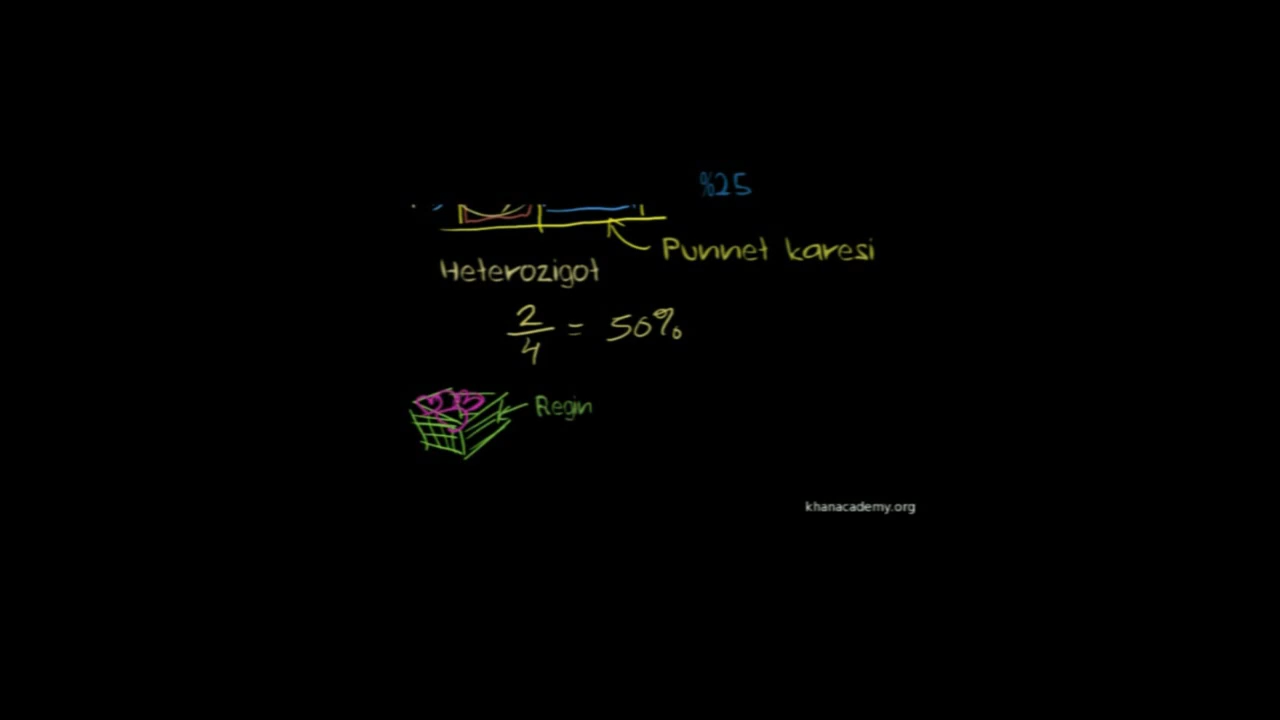 %25
Punnet karesi
Heterozigot
2/4 = 50%
Regin
khanacademy.org